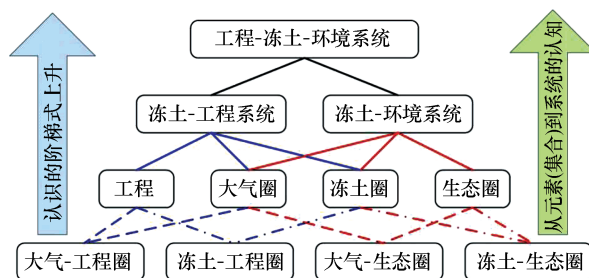 工程-冻土-环境系统
冻土-工程系统
冻土-环境系统
工程
大气圈
冻土圈
生态圈
大气-工程圈
冻土-工程圈
大气-生态圈
冻土-生态圈
认识的阶梯式上升
从元素(集合)到系统的认知